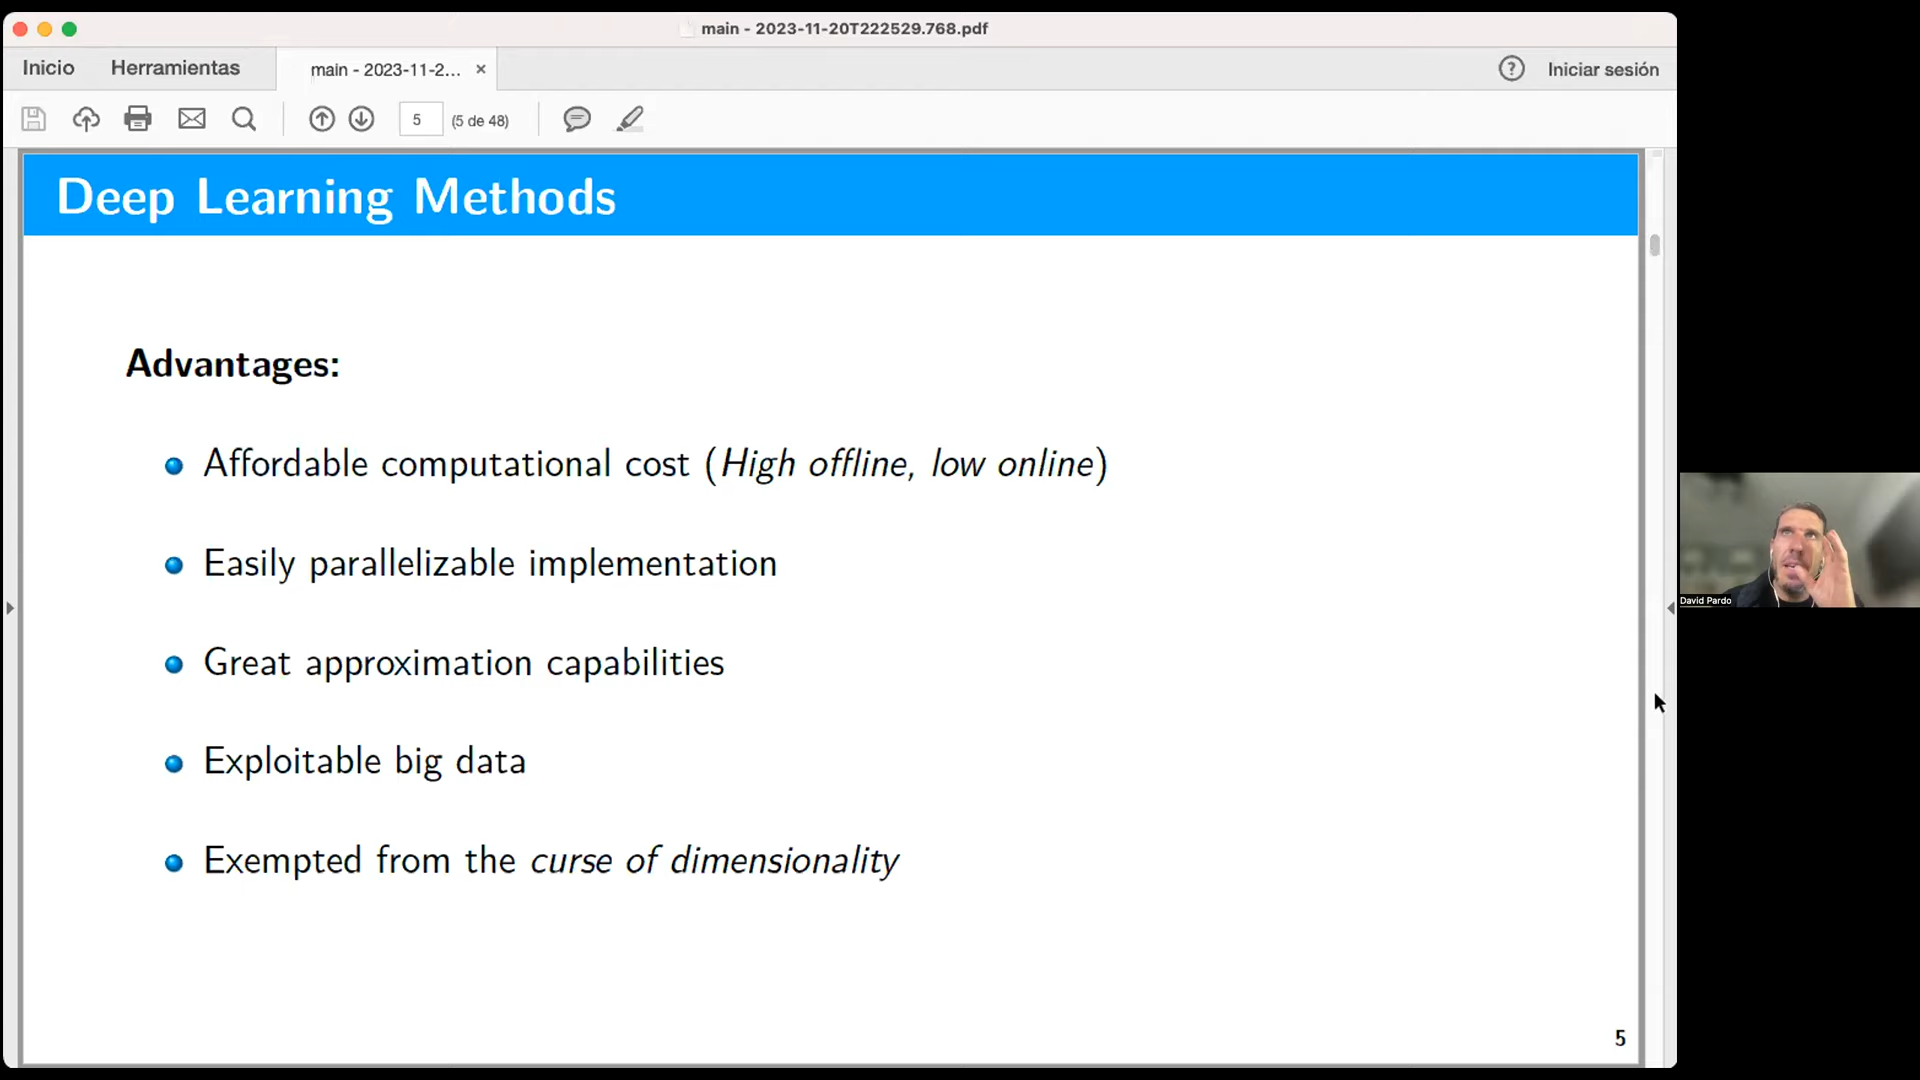 main - 2023-11-20T222529.768.pdf
Inicio Herramientas main - 2023-11-2... × ? Iniciar sesión
5 (5 de 48)
Deep Learning Methods
Advantages:
Affordable computational cost (High offline, low online)
Easily parallelizable implementation
Great approximation capabilities
Exploitable big data
Exempted from the curse of dimensionality
David Pardo
5